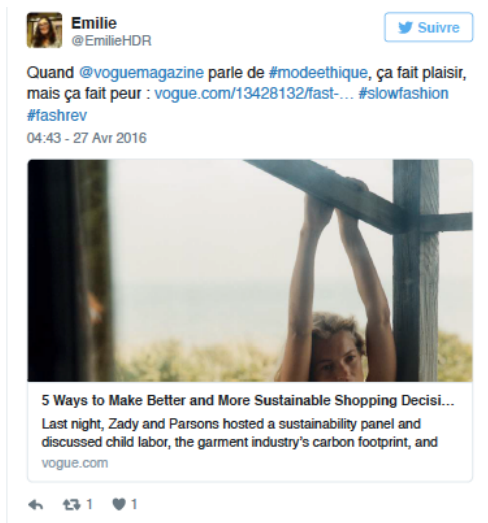 Emilie
@EmilieHDR
Suivre
Quand @voguemagazine parle de #modeethique, ça fait plaisir,
mais ça fait peur : vogue.com/13428132/fast-... #slowfashion
#fashrev
04:43 - 27 Avr 2016
5 Ways to Make Better and More Sustainable Shopping Decisi...
Last night, Zady and Parsons hosted a sustainability panel and
discussed child labor, the garment industry's carbon footprint, and
vogue.com
1 1